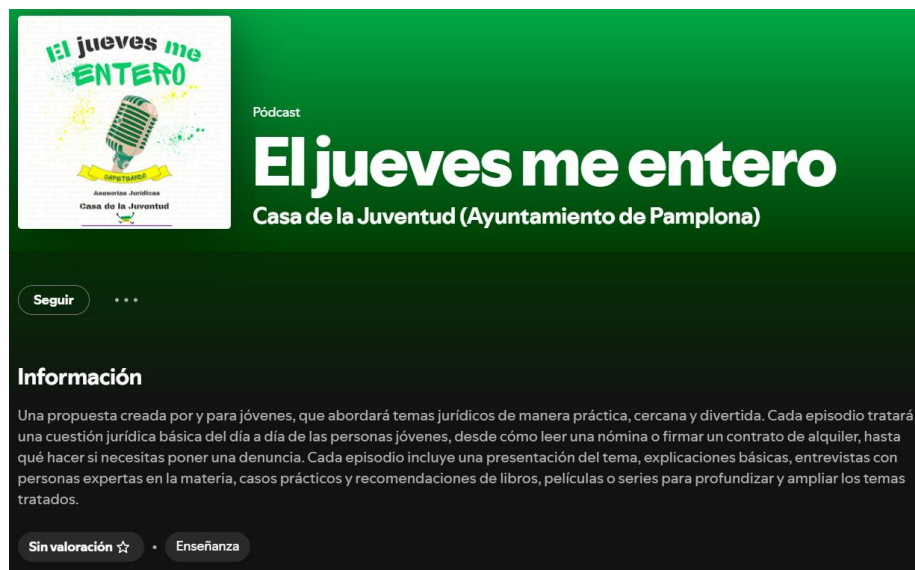 El jueves me
ENTERO
CAPSTEANDO
Asesorías Jurídicas
Casa de la Juventud
Pódcast
El jueves me entero
Casa de la Juventud (Ayuntamiento de Pamplona)
Seguir
Información
Una propuesta creada por y para jóvenes, que abordará temas jurídicos de manera práctica, cercana y divertida. Cada episodio tratará
una cuestión jurídica básica del día a día de las personas jóvenes, desde cómo leer una nómina o firmar un contrato de alquiler, hasta
qué hacer si necesitas poner una denuncia. Cada episodio incluye una presentación del tema, explicaciones básicas, entrevistas con
personas expertas en la materia, casos prácticos y recomendaciones de libros, películas o series para profundizar y ampliar los temas
tratados.
Sin valoración
Enseñanza